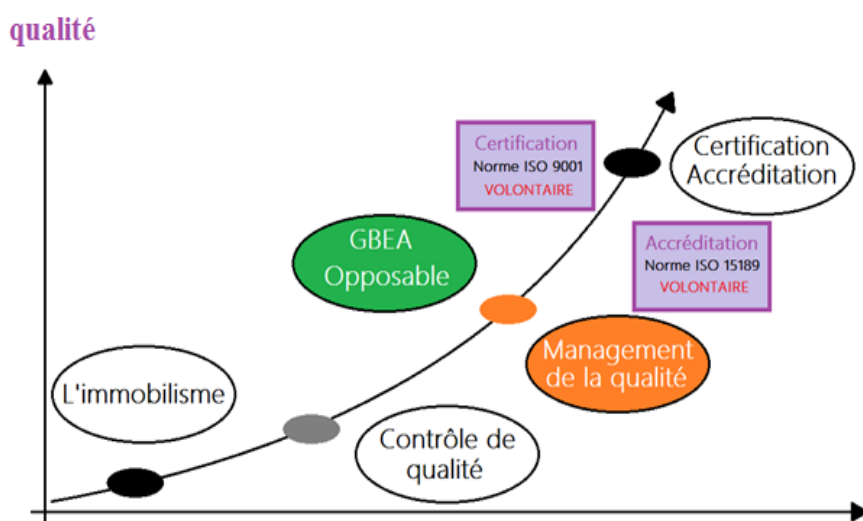 qualité
Certification
Norme ISO 9001
VOLONTAIRE
Certification
Accréditation
GBEA
Opposable
Accréditation
Norme ISO 15189
VOLONTAIRE
Management
de la qualité
L'immobilisme
Contrôle de
qualité